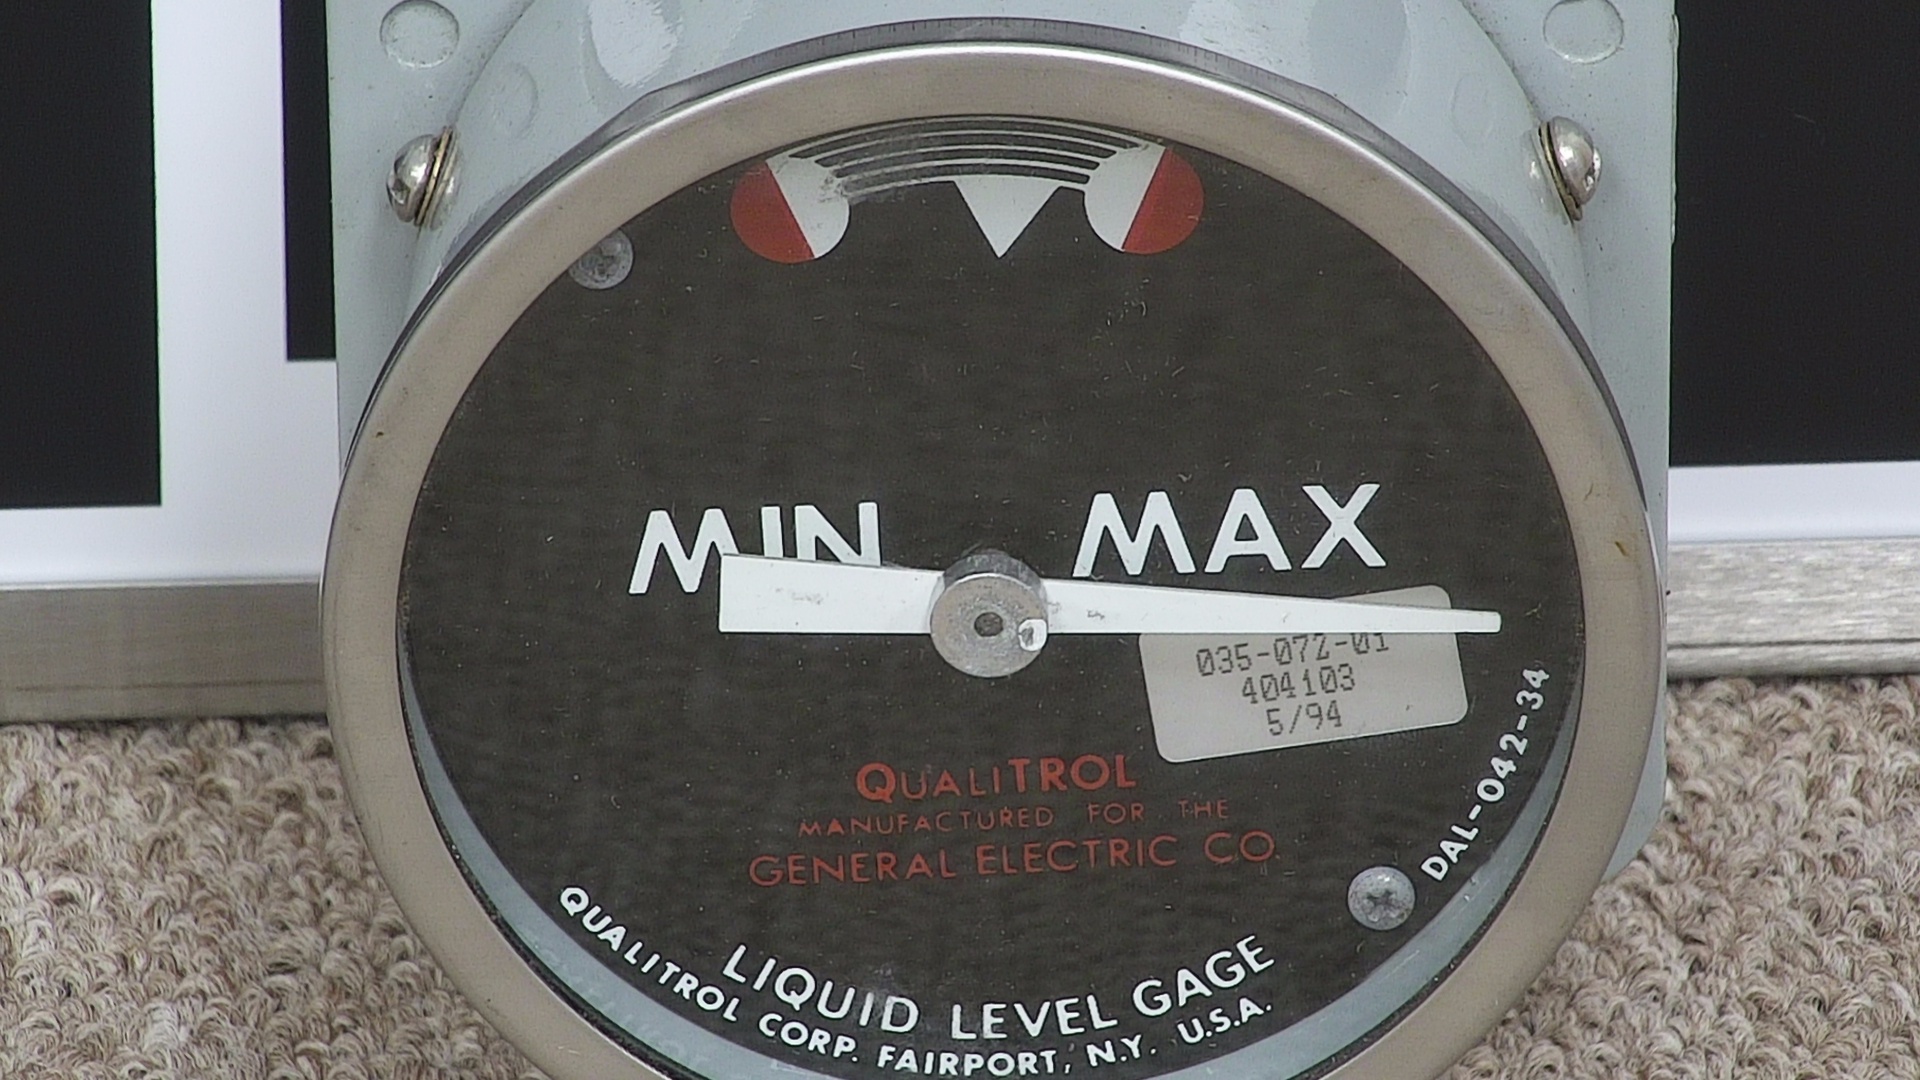 MIN MAX
035-072-01
404103
5/94
QUALITROL
MANUFACTURED FOR THE
GENERAL ELECTRIC CO.
DAL-042-34
LIQUID LEVEL GAGE
QUALITROL CORP. FAIRPORT, N.Y. U.S.A.